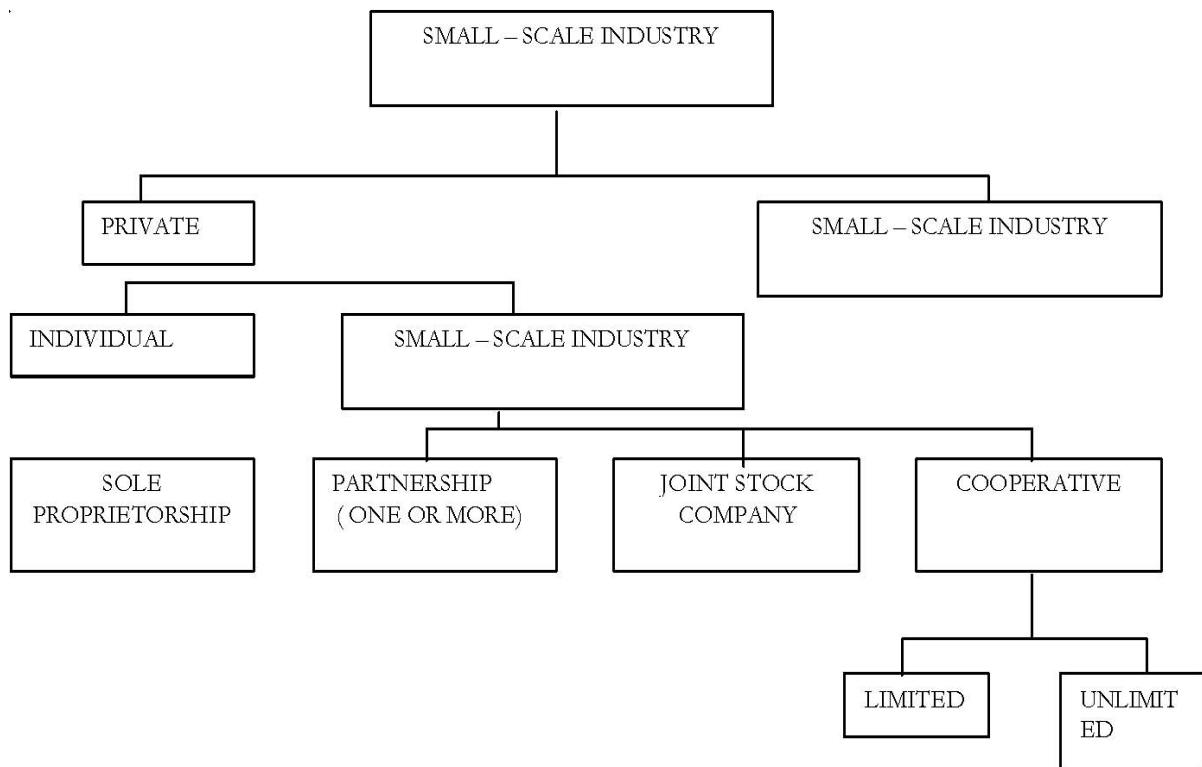 SMALL – SCALE INDUSTRY
PRIVATE
SMALL – SCALE INDUSTRY
INDIVIDUAL
SMALL – SCALE INDUSTRY
SOLE
PROPRIETORSHIP
PARTNERSHIP
( ONE OR MORE)
JOINT STOCK
COMPANY
COOPERATIVE
LIMITED
UNLIMIT
ED